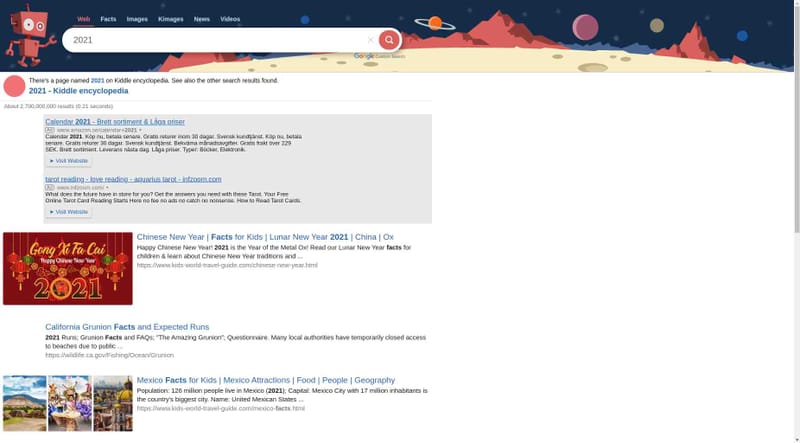 Web Facts Images Kimages News Videos
2021
Google Custom Search
There's a page named 2021 on Kiddle encyclopedia. See also the other search results found.
2021 - Kiddle encyclopedia
About 2,700,000,000 results (0.21 seconds)
Calendar 2021 - Brett sortiment & Låga priser
Ad www.amazon.se/calendar+2021
Calendar 2021. Köp nu, betala senare. Gratis returer inom 30 dagar. Svensk kundtjänst. Köp nu, betala
senare. Gratis returer 30 dagar. Svensk kundtjänst. Bekväma månadsavgifter. Gratis frakt över 229
SEK. Brett sortiment. Leverans nästa dag. Låga priser. Typer: Böcker, Elektronik.
► Visit Website
tarot reading - love reading - aquarius tarot - infzoom.com
Ad www.infzoom.com/
What does the future have in store for you? Get the answers you need with these Tarot. Your Free
Online Tarot Card Reading Starts Here no fee no ads no catch no nonsense. How to Read Tarot Cards.
► Visit Website
Gong Xi Fa Cai
Happy Chinese New Year
2021
Chinese New Year | Facts for Kids | Lunar New Year 2021 | China | Ox
Happy Chinese New Year! 2021 is the Year of the Metal Ox! Read our Lunar New Year facts for
children & learn about Chinese New Year traditions and ...
https://www.kids-world-travel-guide.com/chinese-new-year.html
California Grunion Facts and Expected Runs
2021 Runs; Grunion Facts and FAQs; "The Amazing Grunion"; Questionnaire. Many local authorities have temporarily closed access
to beaches due to public ...
https://wildlife.ca.gov/Fishing/Ocean/Grunion
Mexico Facts for Kids | Mexico Attractions | Food | People | Geography
Population: 126 million people live in Mexico (2021); Capital: Mexico City with 17 million inhabitants is
the country's biggest city. Name: United Mexican States ...
https://www.kids-world-travel-guide.com/mexico-facts.html